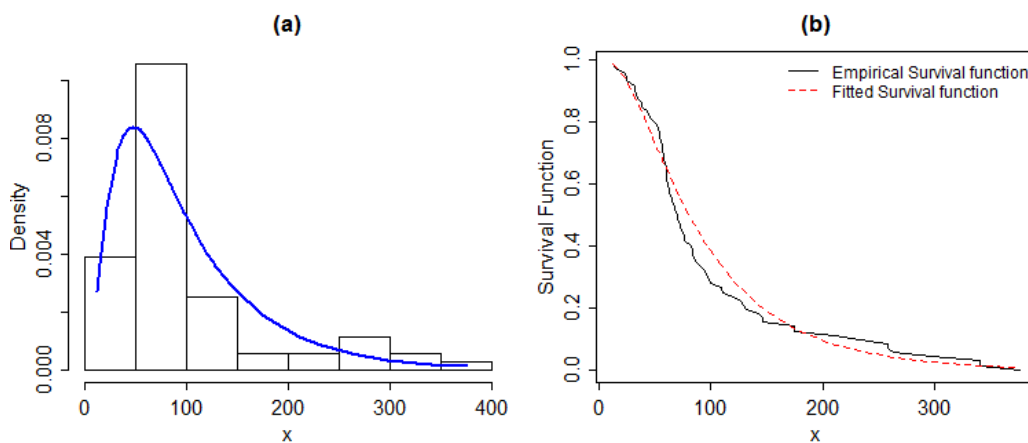 (a)
Density
0.000 0.004 0.008
0 100 200 300 400
x
(b)
Survival Function
0.0 0.2 0.4 0.6 0.8 1.0
Empirical Survival function
Fitted Survival function
0 100 200 300
x